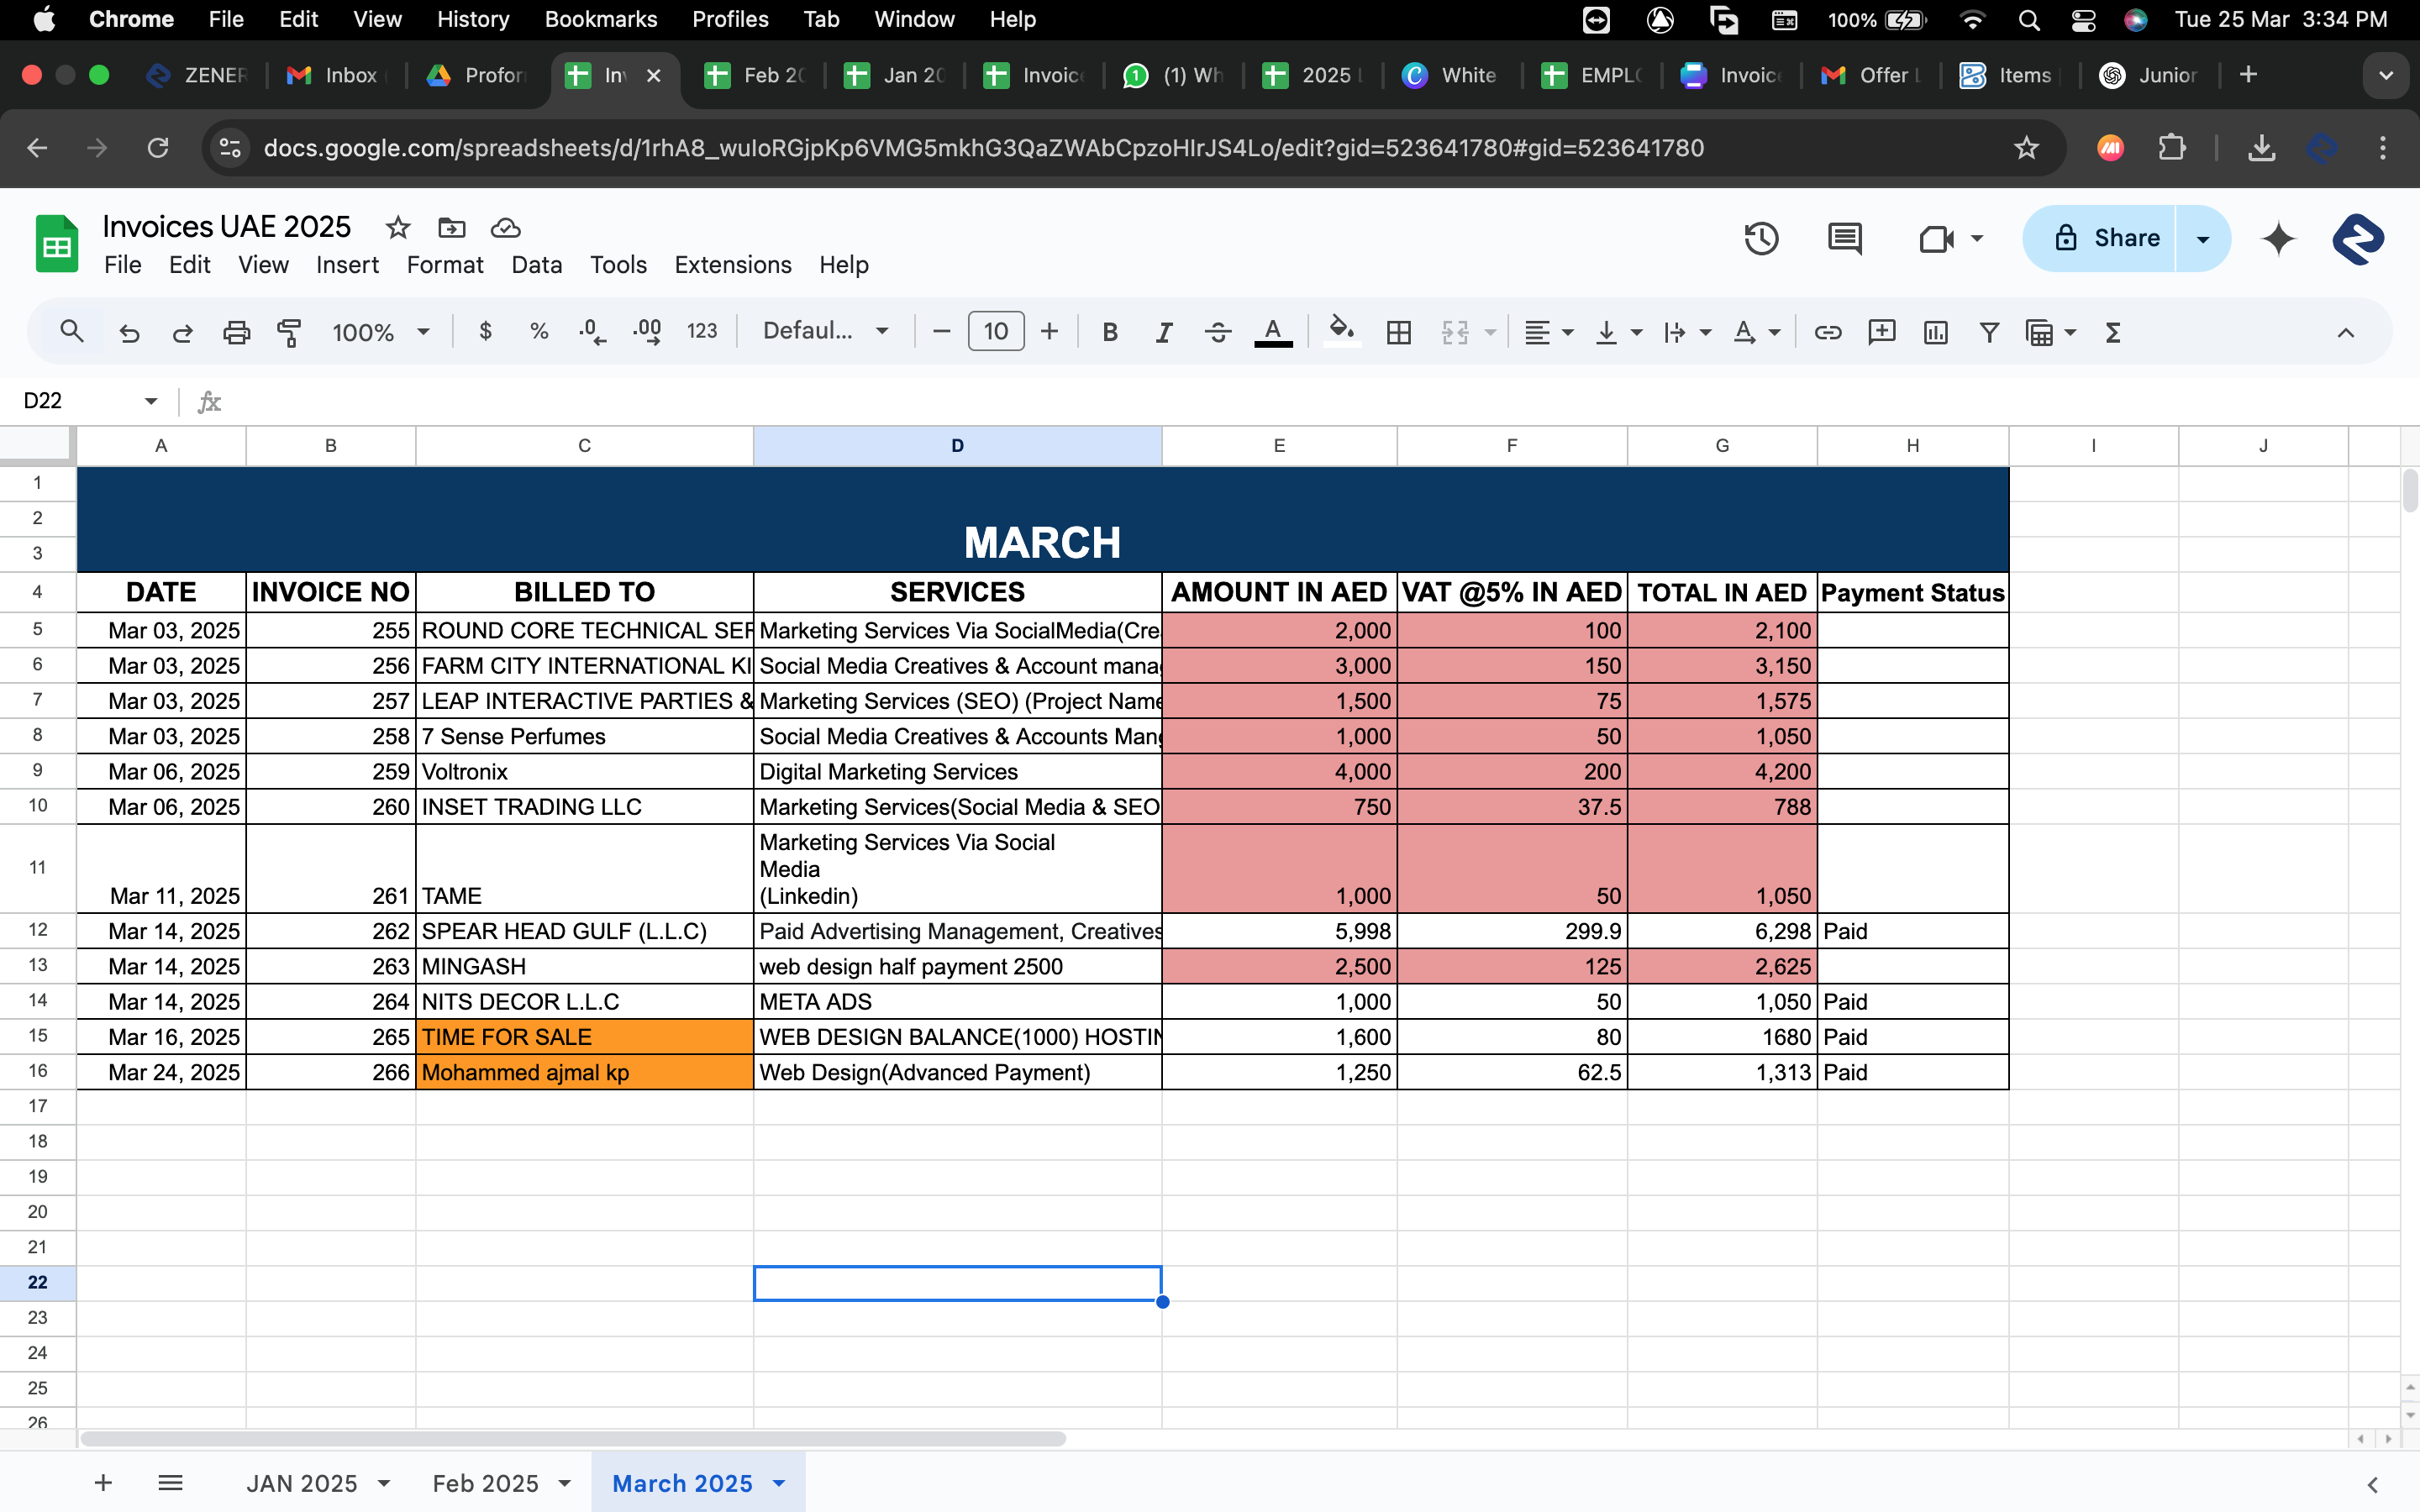 Chrome File Edit View History Bookmarks Profiles Tab Window Help 100% Tue 25 Mar 3:34 PM
ZENER Inbox Profor In Feb 20 Jan 20 Invoic (1) Wh 2025 White EMPLO Invoic Offer L Items Junior
docs.google.com/spreadsheets/d/1rhA8_wuIoRGjpKp6VMG5mkhG3QaZWAbCpzoHIrJS4Lo/edit?gid=523641780#gid=523641780
Invoices UAE 2025
Share
File Edit View Insert Format Data Tools Extensions Help
100% $ % .0 .00 123 Defaul... 10 B I S A
D22 fx
A B C D E F G H I J
1
2
3 MARCH
4 DATE INVOICE NO BILLED TO SERVICES AMOUNT IN AED VAT @5% IN AED TOTAL IN AED Payment Status
5 Mar 03, 2025 255 ROUND CORE TECHNICAL SER Marketing Services Via SocialMedia(Crea 2,000 100 2,100
6 Mar 03, 2025 256 FARM CITY INTERNATIONAL KI Social Media Creatives & Account manag 3,000 150 3,150
7 Mar 03, 2025 257 LEAP INTERACTIVE PARTIES & Marketing Services (SEO) (Project Name 1,500 75 1,575
8 Mar 03, 2025 258 7 Sense Perfumes Social Media Creatives & Accounts Mang 1,000 50 1,050
9 Mar 06, 2025 259 Voltronix Digital Marketing Services 4,000 200 4,200
10 Mar 06, 2025 260 INSET TRADING LLC Marketing Services(Social Media & SEO 750 37.5 788
Marketing Services Via Social
11 Media
Mar 11, 2025 261 TAME (Linkedin) 1,000 50 1,050
12 Mar 14, 2025 262 SPEAR HEAD GULF (L.L.C) Paid Advertising Management, Creatives 5,998 299.9 6,298 Paid
13 Mar 14, 2025 263 MINGASH web design half payment 2500 2,500 125 2,625
14 Mar 14, 2025 264 NITS DECOR L.L.C META ADS 1,000 50 1,050 Paid
15 Mar 16, 2025 265 TIME FOR SALE WEB DESIGN BALANCE(1000) HOSTIN 1,600 80 1680 Paid
16 Mar 24, 2025 266 Mohammed ajmal kp Web Design(Advanced Payment) 1,250 62.5 1,313 Paid
17
18
19
20
21
22
23
24
25
26
JAN 2025 Feb 2025 March 2025